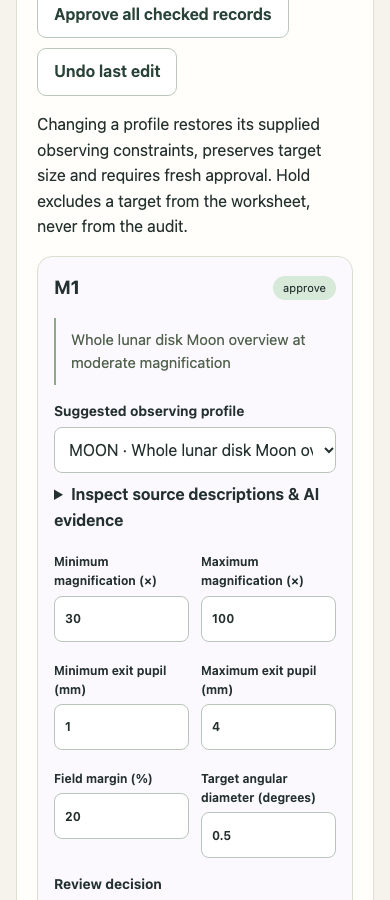 Approve all checked records
Undo last edit
Changing a profile restores its supplied
observing constraints, preserves target
size and requires fresh approval. Hold
excludes a target from the worksheet,
never from the audit.
M1
approve
Whole lunar disk Moon overview at
moderate magnification
Suggested observing profile
MOON · Whole lunar disk Moon ov
Inspect source descriptions & AI
evidence
Minimum
magnification (×)
Maximum
magnification (×)
30
100
Minimum exit pupil
(mm)
Maximum exit pupil
(mm)
1
4
Field margin (%)
Target angular
diameter (degrees)
20
0.5
Review decision